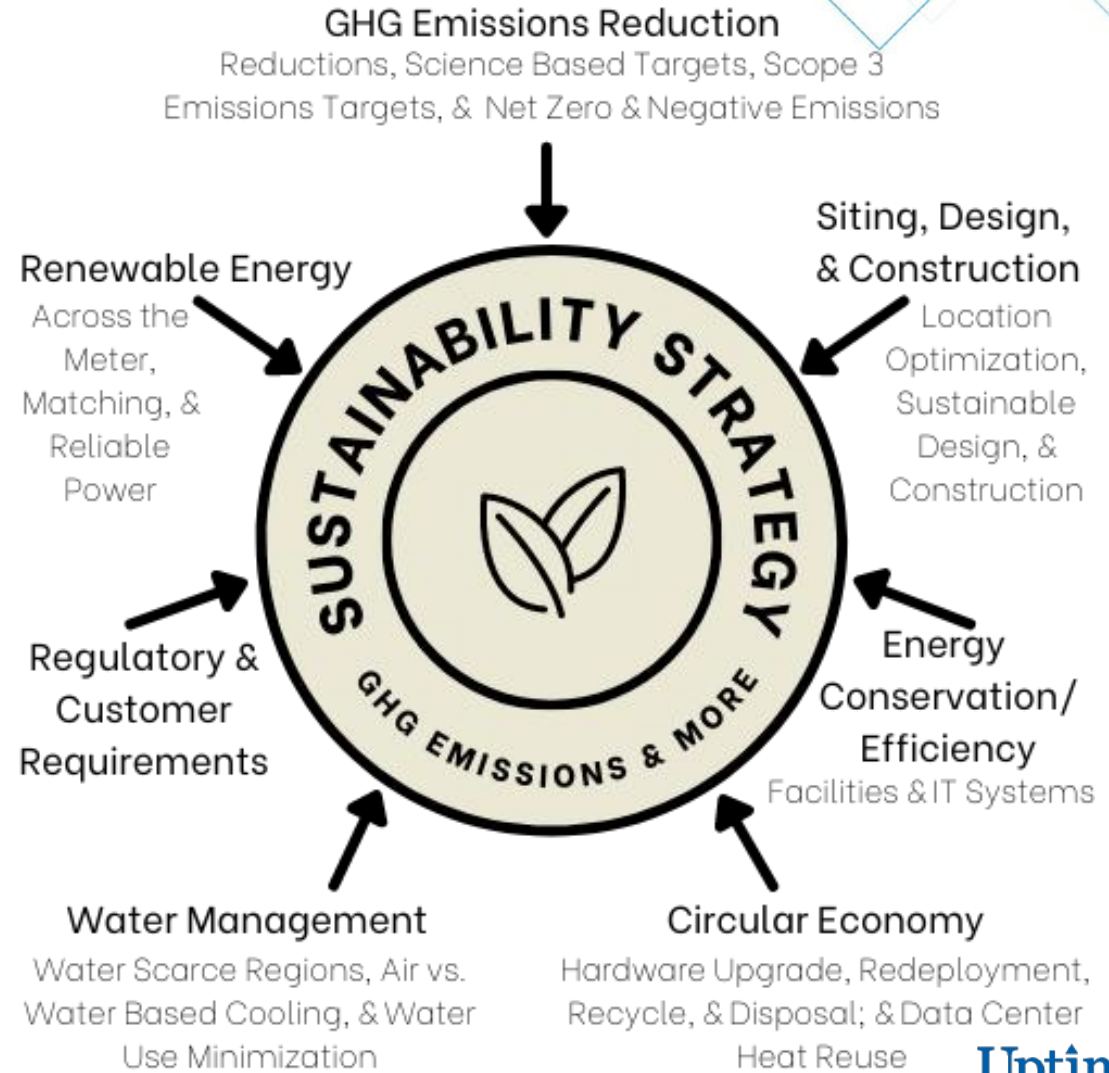 GHG Emissions Reduction
Reductions, Science Based Targets, Scope 3
Emissions Targets, & Net Zero & Negative Emissions
Siting, Design,
& Construction
Location
Optimization,
Sustainable
Design, &
Construction
Renewable Energy
Across the
Meter,
Matching, &
Reliable
Power
SUSTAINABILITY STRATEGY
GHG EMISSIONS & MORE
Regulatory &
Customer
Requirements
Energy
Conservation/
Efficiency
Facilities & IT Systems
Water Management
Water Scarce Regions, Air vs.
Water Based Cooling, & Water
Use Minimization
Circular Economy
Hardware Upgrade, Redeployment,
Recycle, & Disposal; & Data Center
Heat Reuse